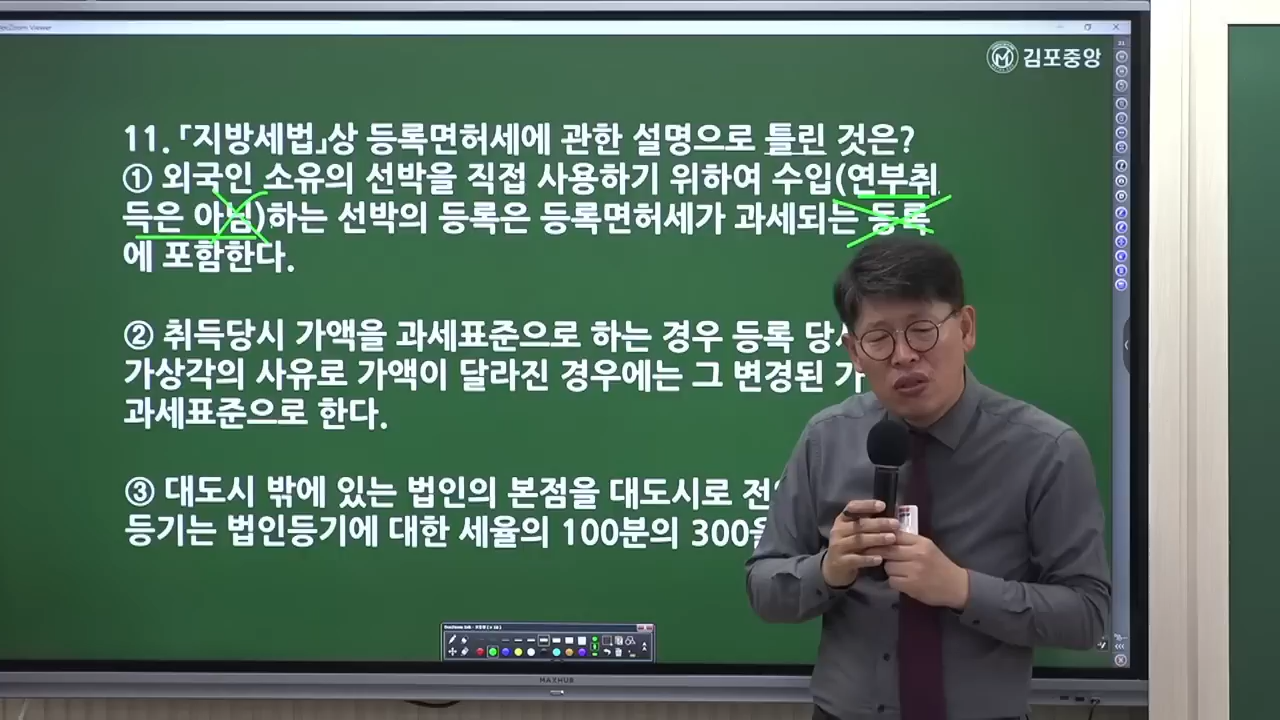 김포중앙
11. 「지방세법」상 등록면허세에 관한 설명으로 틀린 것은?
① 외국인 소유의 선박을 직접 사용하기 위하여 수입(연부취
득은 아님)하는 선박의 등록은 등록면허세가 과세되는 등록
에 포함한다.
② 취득당시 가액을 과세표준으로 하는 경우 등록 당시
가상각의 사유로 가액이 달라진 경우에는 그 변경된 가
과세표준으로 한다.
③ 대도시 밖에 있는 법인의 본점을 대도시로 전
등기는 법인등기에 대한 세율의 100분의 300을
MAXHUB